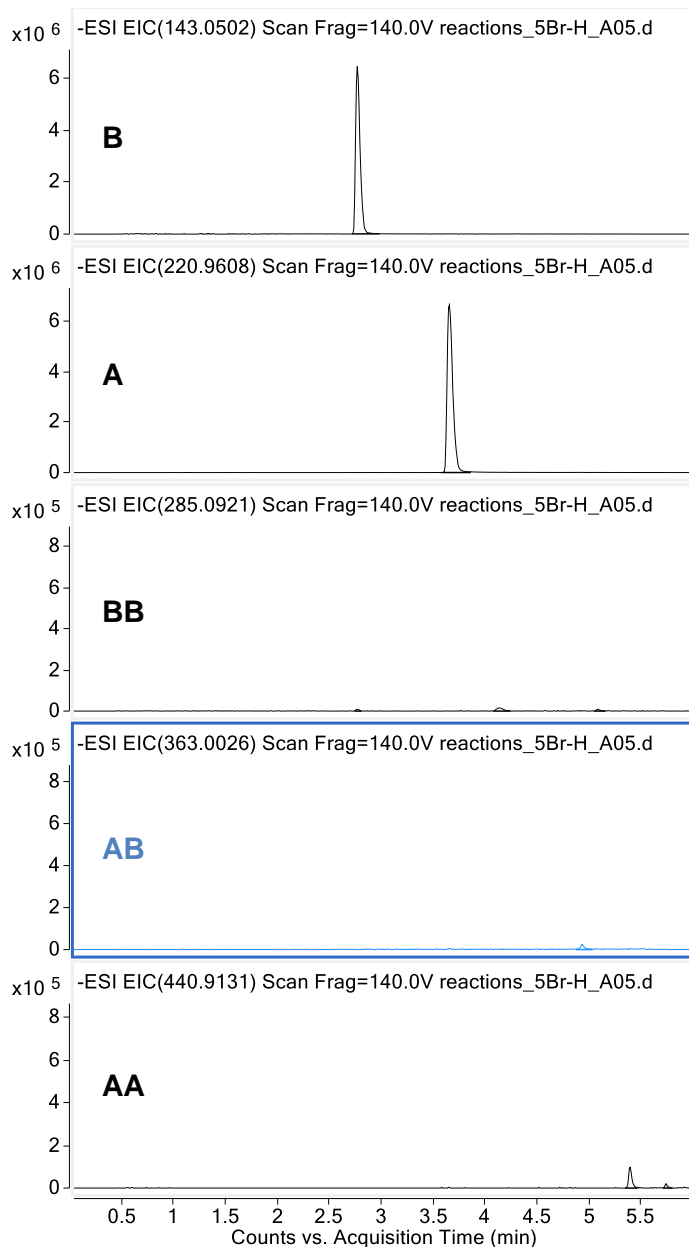 x10 6 -ESI EIC(143.0502) Scan Frag=140.0V reactions_5Br-H_A05.d
6
4
B
2
0
x10 6 -ESI EIC(220.9608) Scan Frag=140.0V reactions_5Br-H_A05.d
6
4
A
2
0
x10 5 -ESI EIC(285.0921) Scan Frag=140.0V reactions_5Br-H_A05.d
8
6
BB
4
2
0
x10 5 -ESI EIC(363.0026) Scan Frag=140.0V reactions_5Br-H_A05.d
8
6
AB
4
2
0
x10 5 -ESI EIC(440.9131) Scan Frag=140.0V reactions_5Br-H_A05.d
8
6
AA
4
2
0
0.5 1 1.5 2 2.5 3 3.5 4 4.5 5 5.5
Counts vs. Acquisition Time (min)